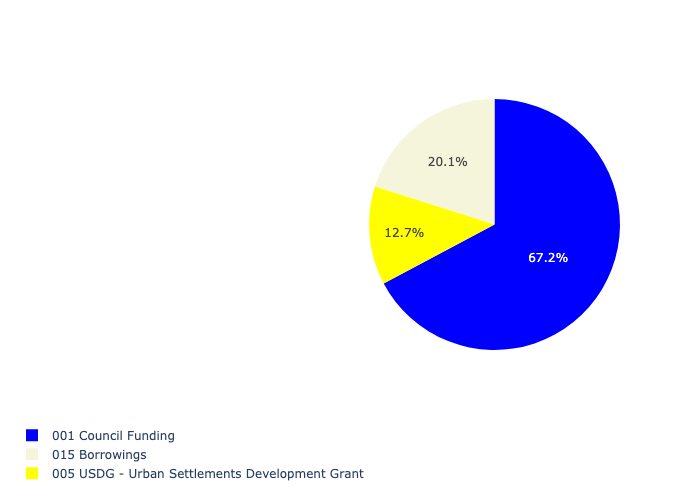 20.1%
12.7%
67.2%
001 Council Funding
015 Borrowings
005 USDG - Urban Settlements Development Grant